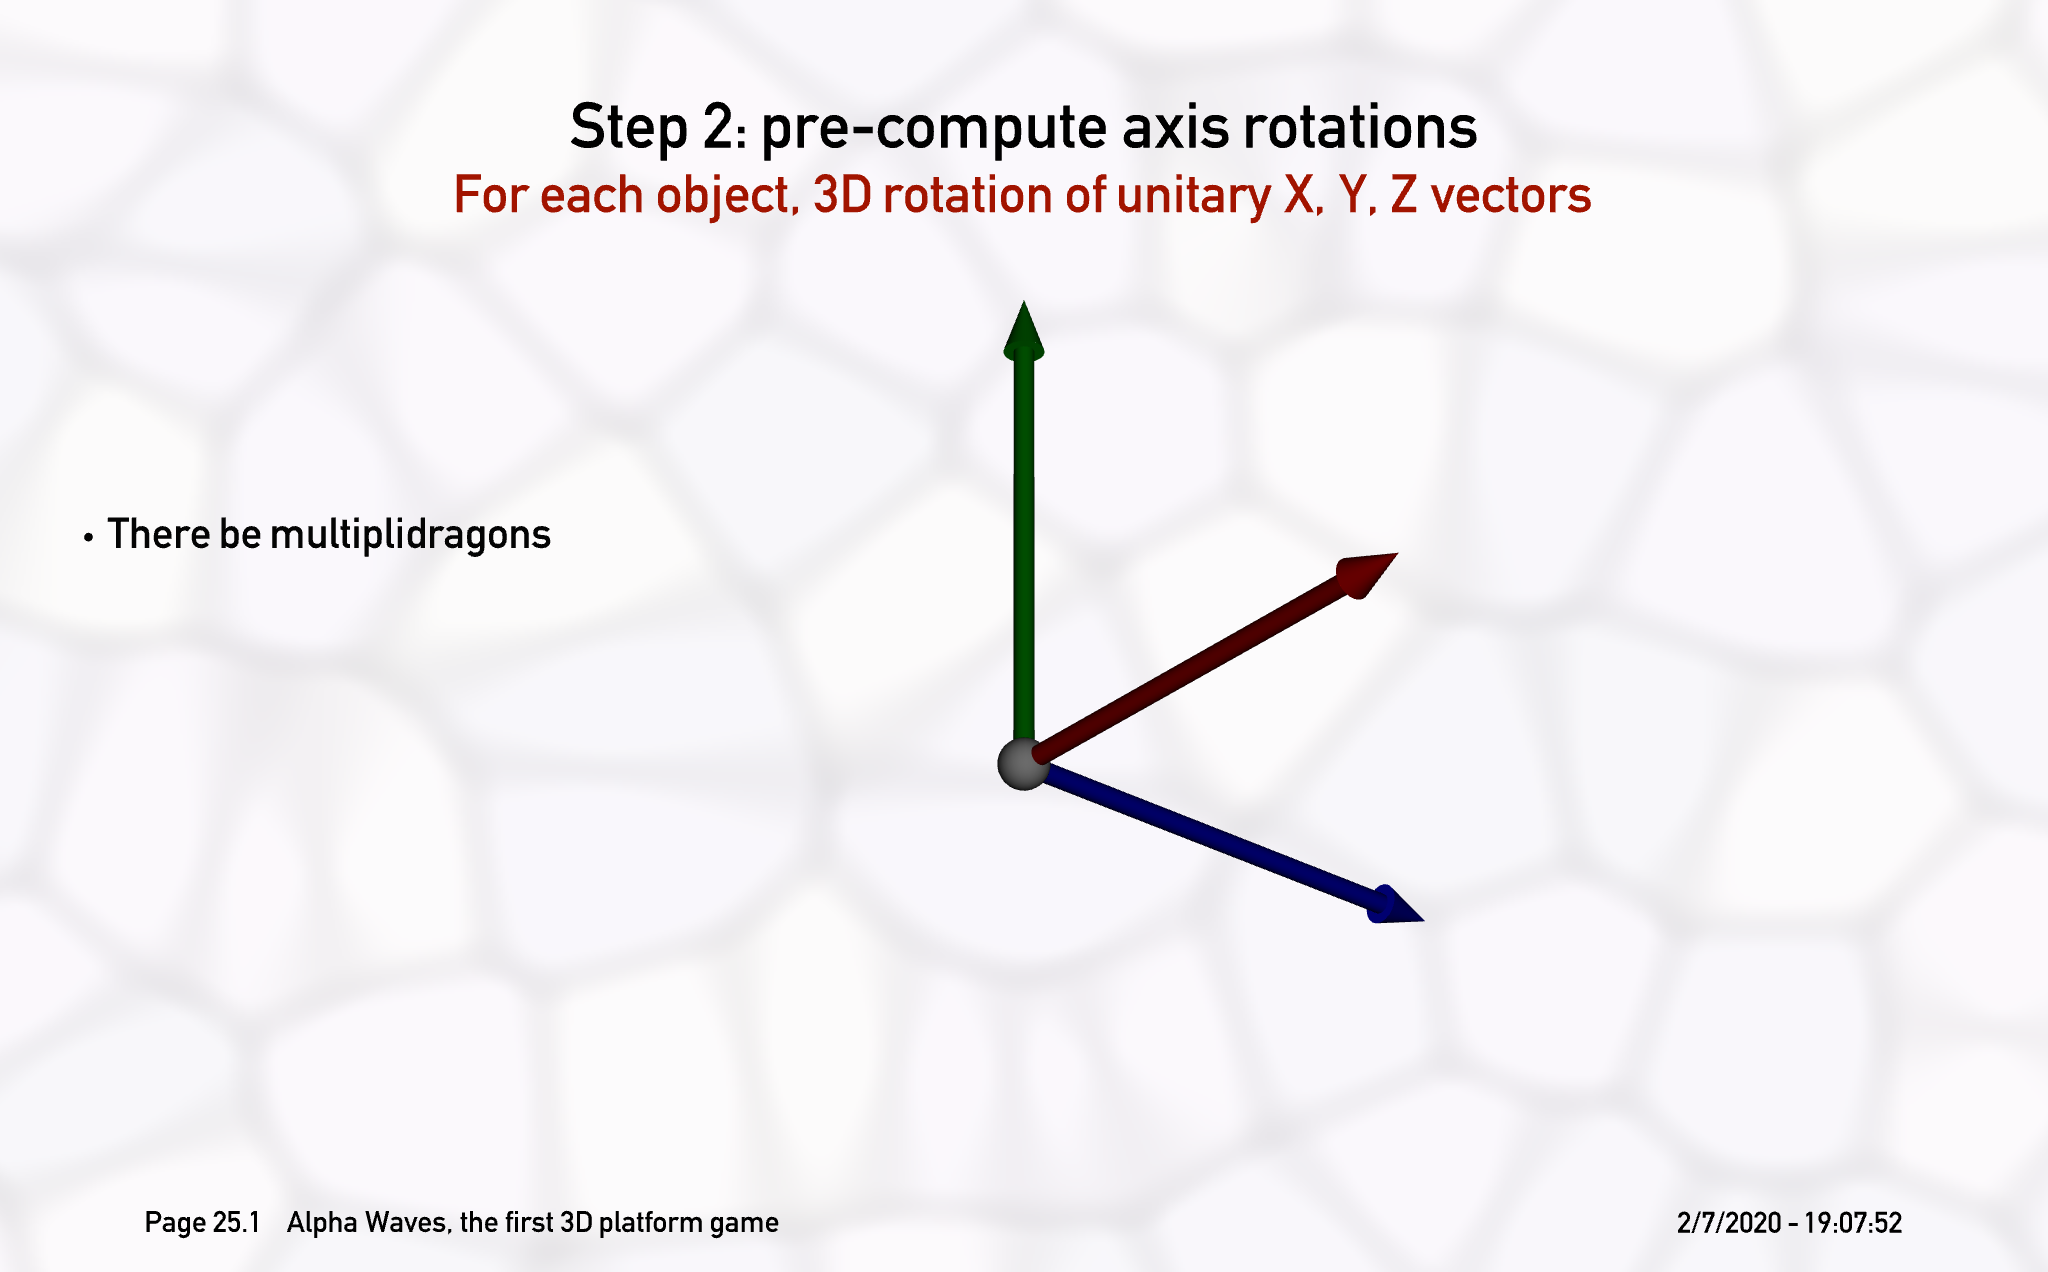 Step 2: pre-compute axis rotations
For each object, 3D rotation of unitary X, Y, Z vectors
• There be multiplidragons
Page 25.1 Alpha Waves, the first 3D platform game
2/7/2020 - 19:07:52